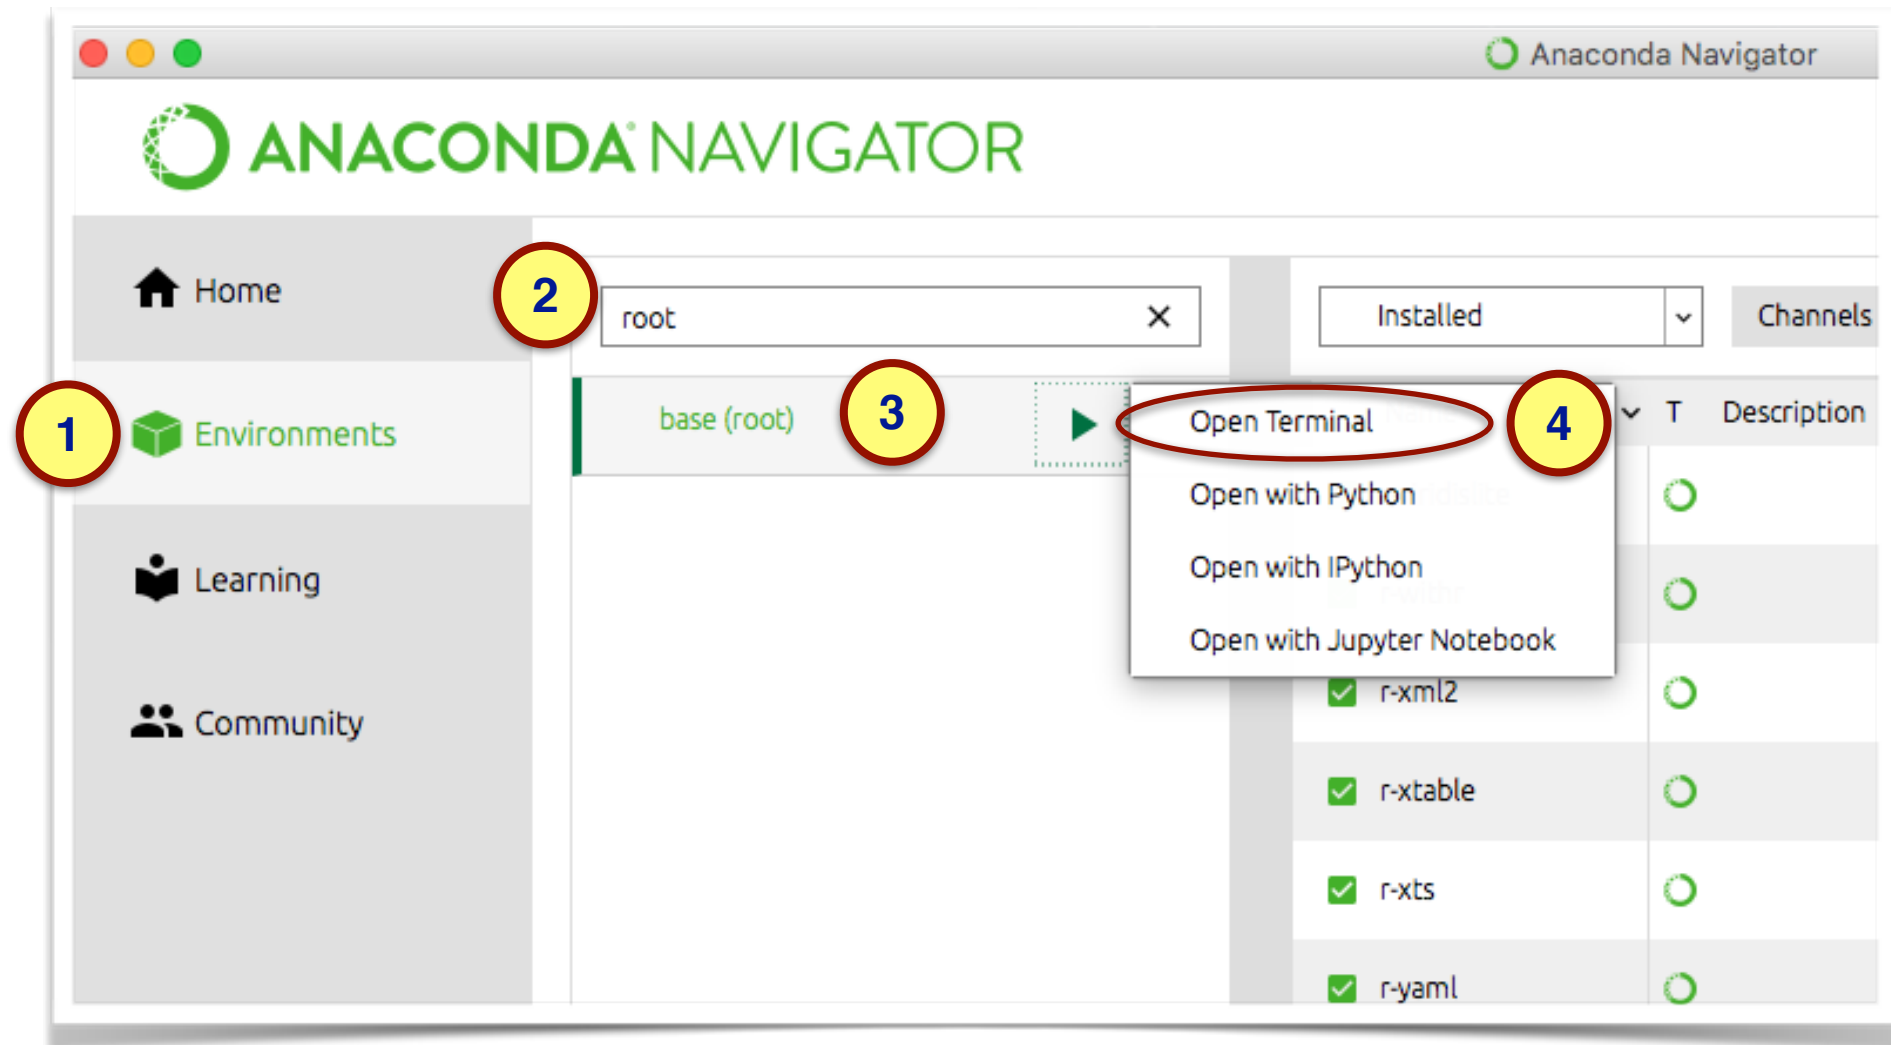 Anaconda Navigator
ANACONDA NAVIGATOR
Home
2
root
Installed
Channels
1
Environments
base (root)
3
Open Terminal
4
T
Description
Open with Python
Open with IPython
Learning
Open with Jupyter Notebook
r-xml2
Community
r-xtable
r-xts
r-yaml